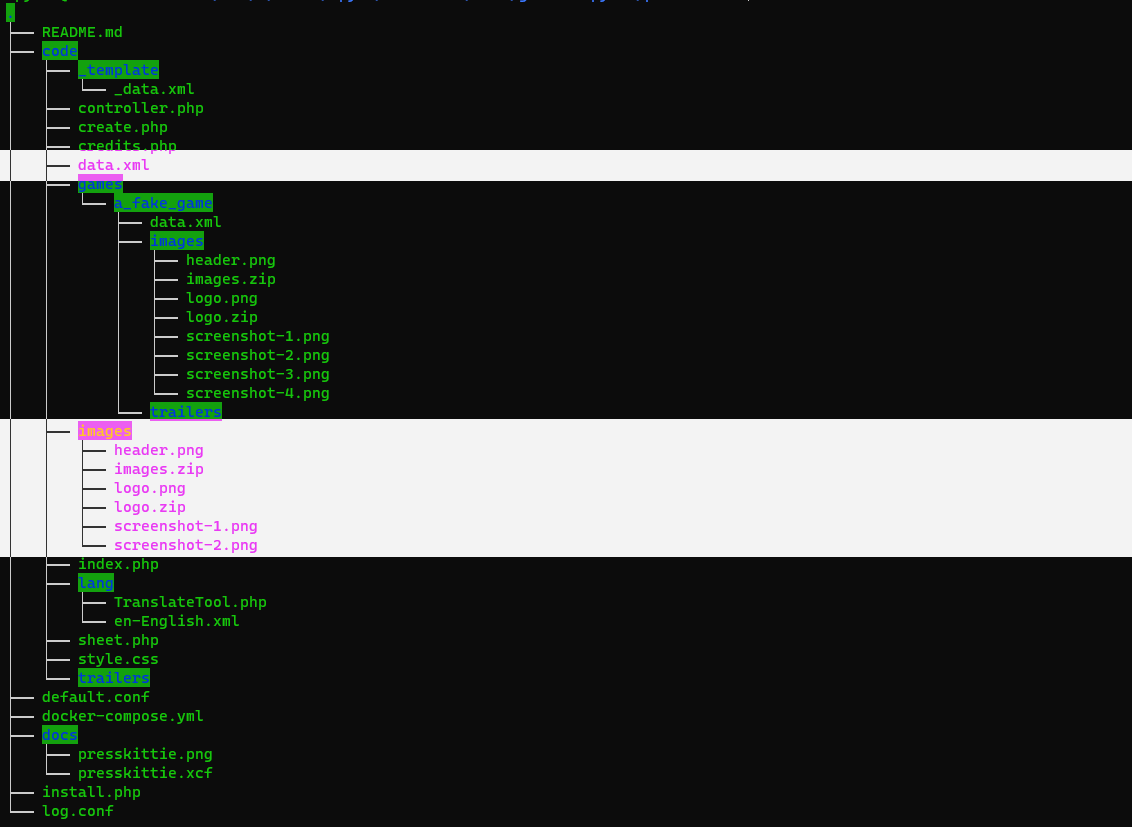 .
├── README.md
├── code
│   ├── _template
│   │   └── _data.xml
│   ├── controller.php
│   ├── create.php
│   ├── credits.php
│   ├── data.xml
│   ├── games
│   │   └── a_fake_game
│   │       ├── data.xml
│   │       ├── images
│   │       │   ├── header.png
│   │       │   ├── images.zip
│   │       │   ├── logo.png
│   │       │   ├── logo.zip
│   │       │   ├── screenshot-1.png
│   │       │   ├── screenshot-2.png
│   │       │   ├── screenshot-3.png
│   │       │   └── screenshot-4.png
│   │       └── trailers
│   ├── images
│   │   ├── header.png
│   │   ├── images.zip
│   │   ├── logo.png
│   │   ├── logo.zip
│   │   ├── screenshot-1.png
│   │   └── screenshot-2.png
│   ├── index.php
│   ├── lang
│   │   ├── TranslateTool.php
│   │   └── en-English.xml
│   ├── sheet.php
│   ├── style.css
│   └── trailers
├── default.conf
├── docker-compose.yml
├── docs
│   ├── presskittie.png
│   └── presskittie.xcf
├── install.php
└── log.conf